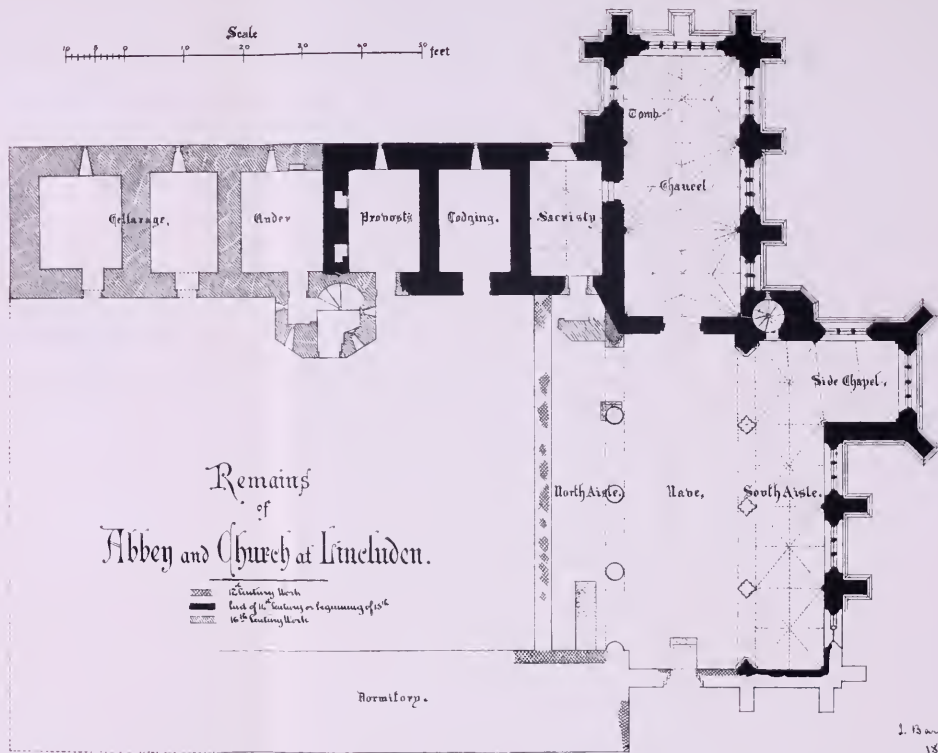 Scale
10 5 0 10 20 30 40 50 feet
Tomb
Chancel
Cellarage, Under Provost's Lodging. Sacristy
Side Chapel.
North Aisle. Nave, South Aisle.
Remains
of
Abbey and Church at Lincluden.
12th Century Work
End of 14th Century or beginning of 15th
16th Century Work
Dormitory.